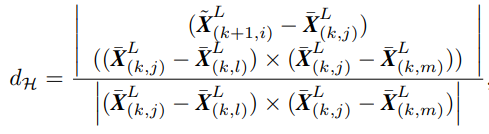 (X̃^L_{(k+1,i)} − X̄^L_{(k,j)})
((X̄^L_{(k,j)} − X̄^L_{(k,l)}) × (X̄^L_{(k,j)} − X̄^L_{(k,m)}))
d_ℋ = ,
|(X̄^L_{(k,j)} − X̄^L_{(k,l)}) × (X̄^L_{(k,j)} − X̄^L_{(k,m)})|